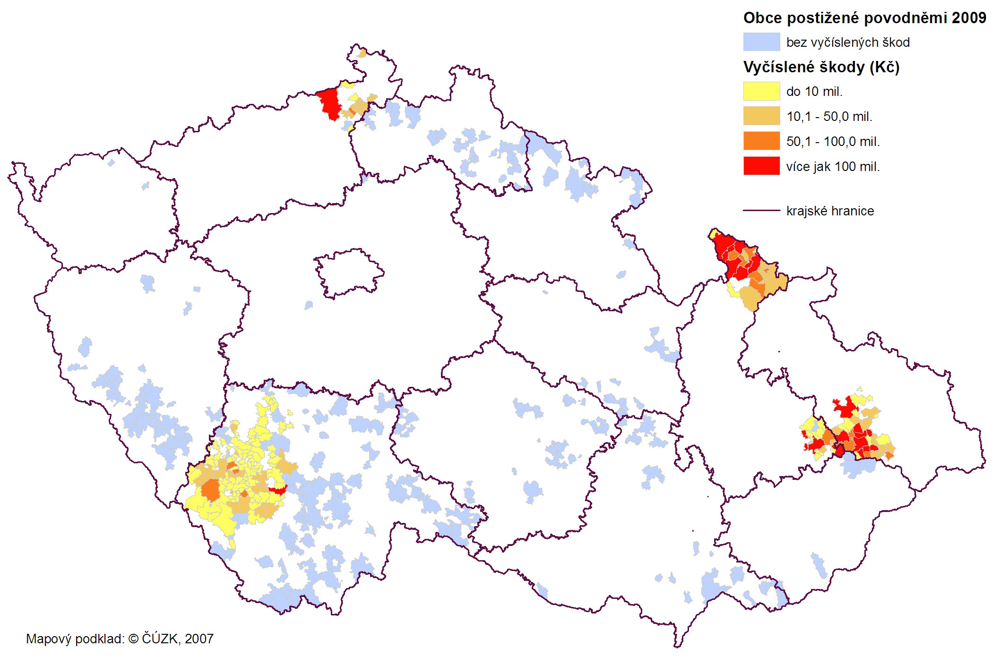 Obce postižené povodněmi 2009
bez vyčíslených škod
Vyčíslené škody (Kč)
do 10 mil.
10,1 - 50,0 mil.
50,1 - 100,0 mil.
více jak 100 mil.
krajské hranice
Mapový podklad: © ČÚZK, 2007